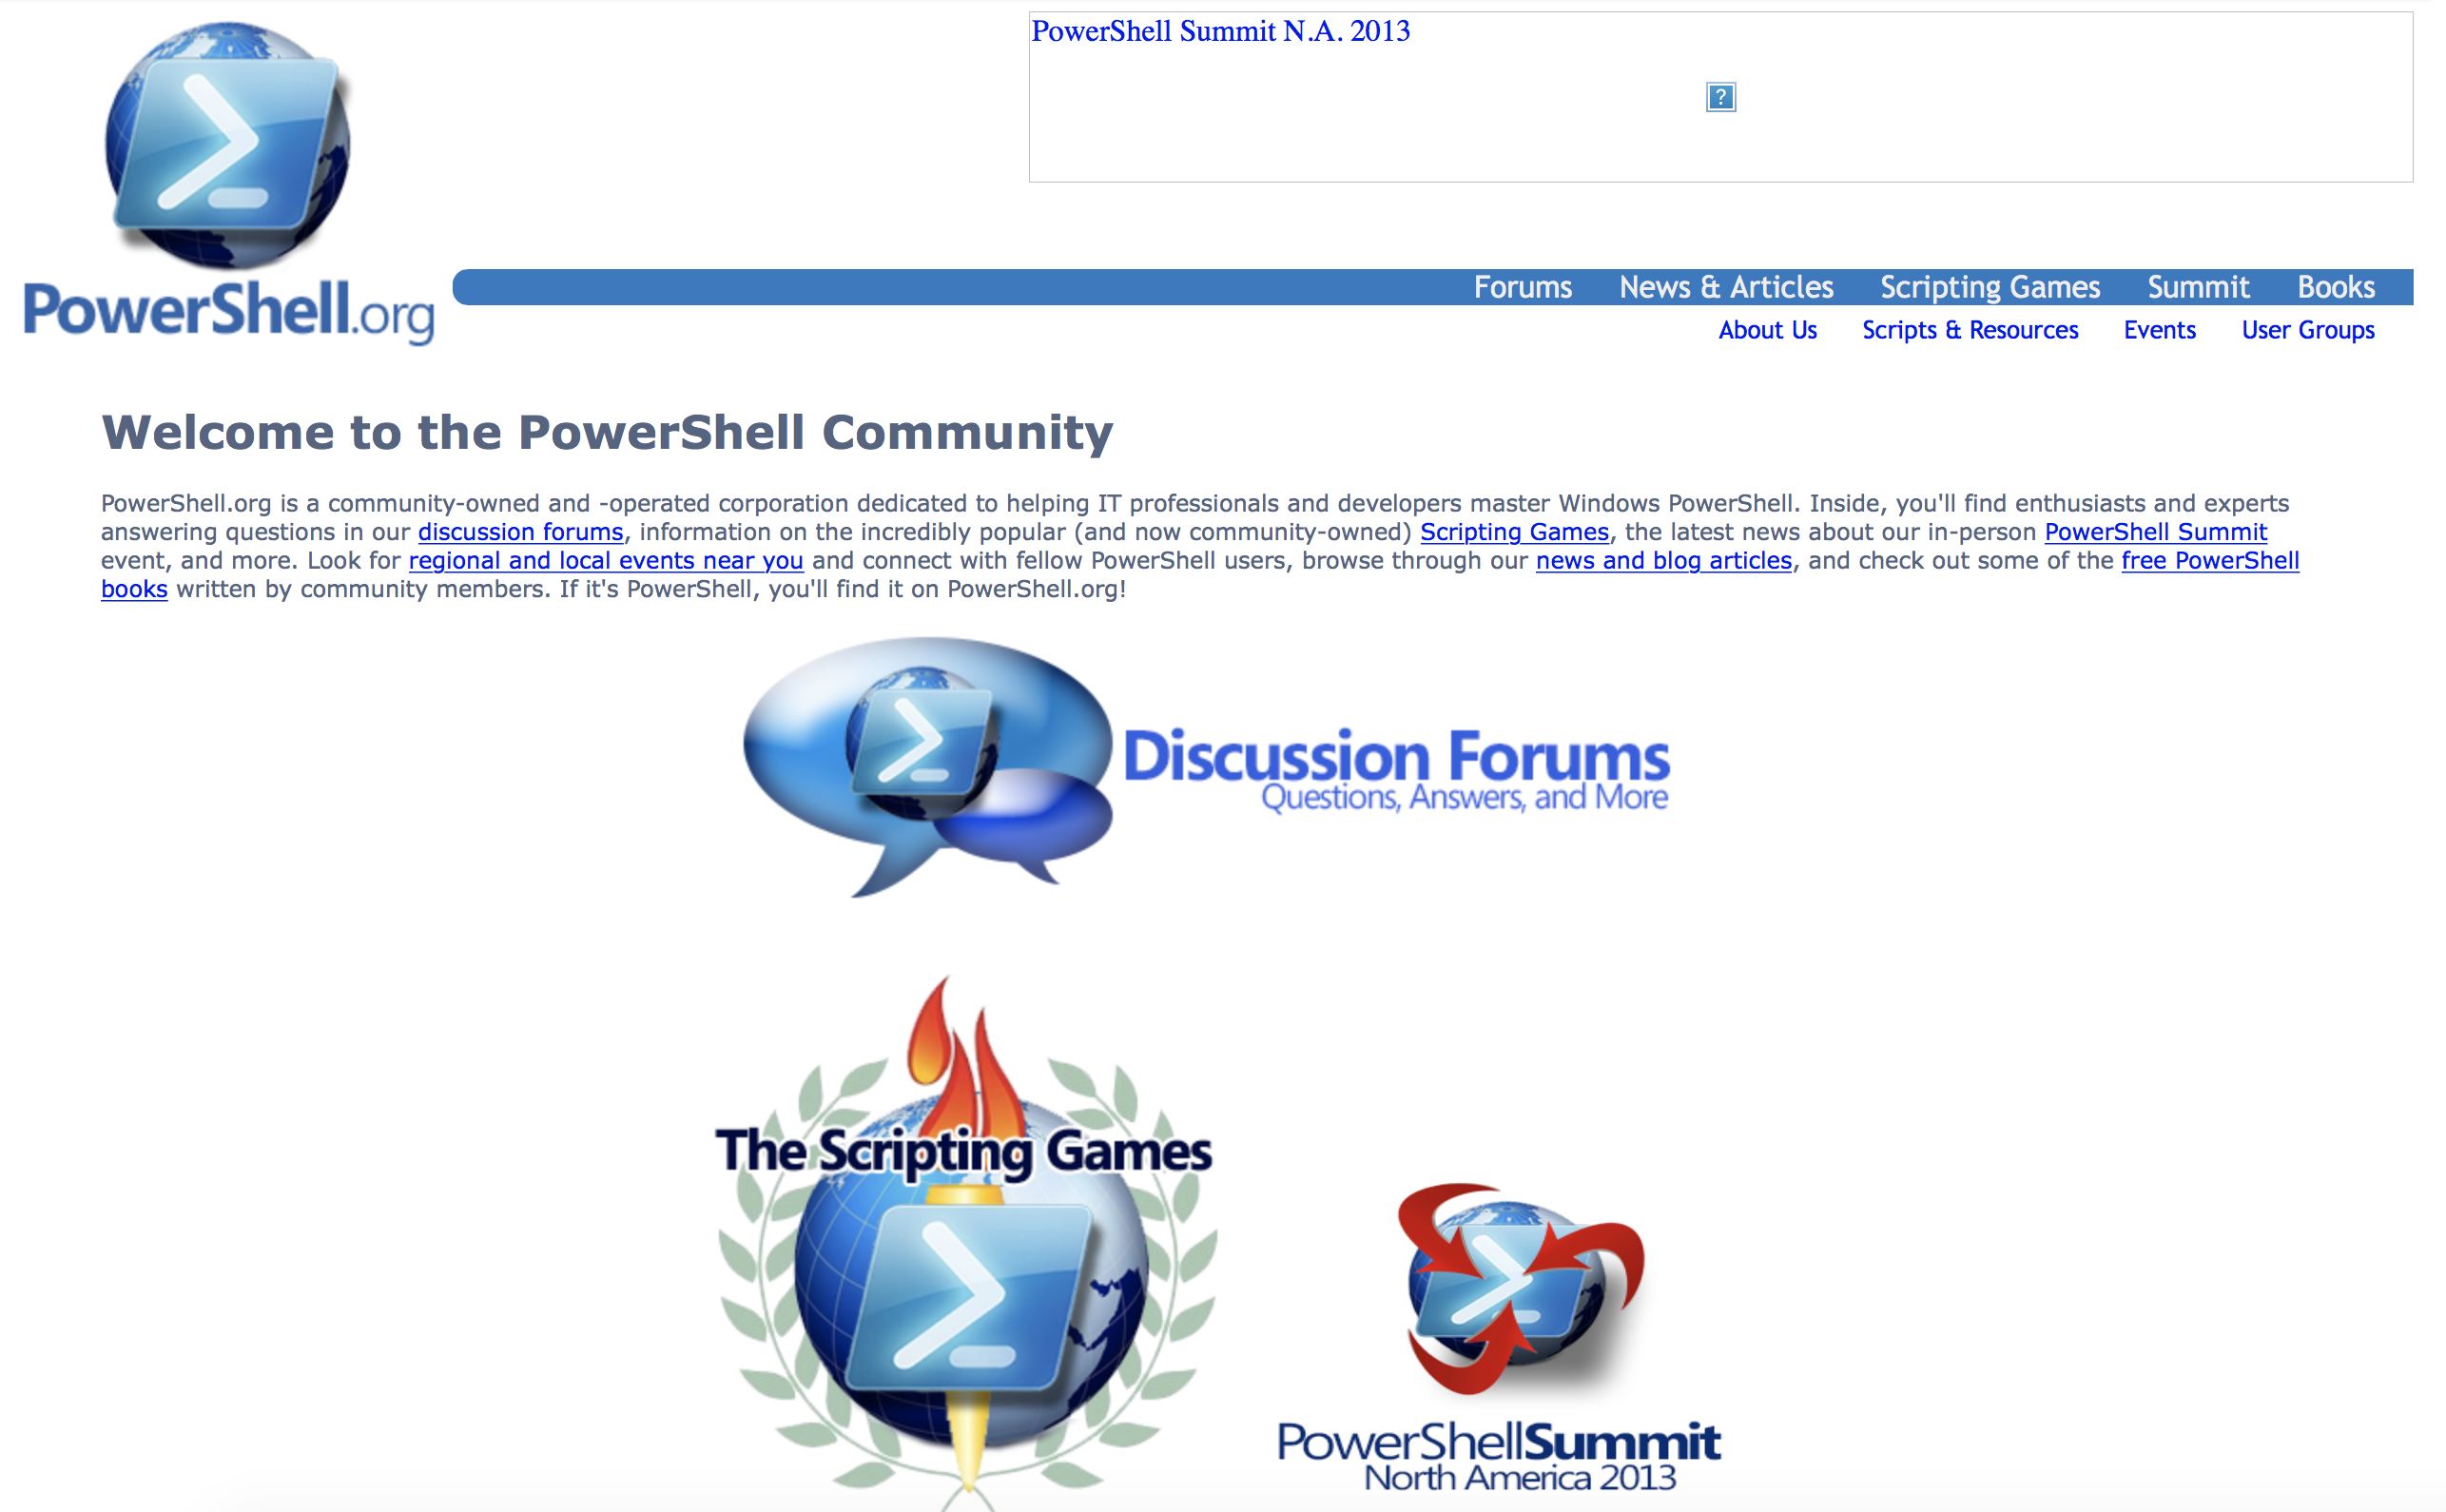 PowerShell Summit N.A. 2013
?
PowerShell.org
Forums News & Articles Scripting Games Summit Books
About Us Scripts & Resources Events User Groups
Welcome to the PowerShell Community
PowerShell.org is a community-owned and -operated corporation dedicated to helping IT professionals and developers master Windows PowerShell. Inside, you'll find enthusiasts and experts
answering questions in our discussion forums, information on the incredibly popular (and now community-owned) Scripting Games, the latest news about our in-person PowerShell Summit
event, and more. Look for regional and local events near you and connect with fellow PowerShell users, browse through our news and blog articles, and check out some of the free PowerShell
books written by community members. If it's PowerShell, you'll find it on PowerShell.org!
Discussion Forums
Questions, Answers, and More
The Scripting Games
PowerShellSummit
North America 2013